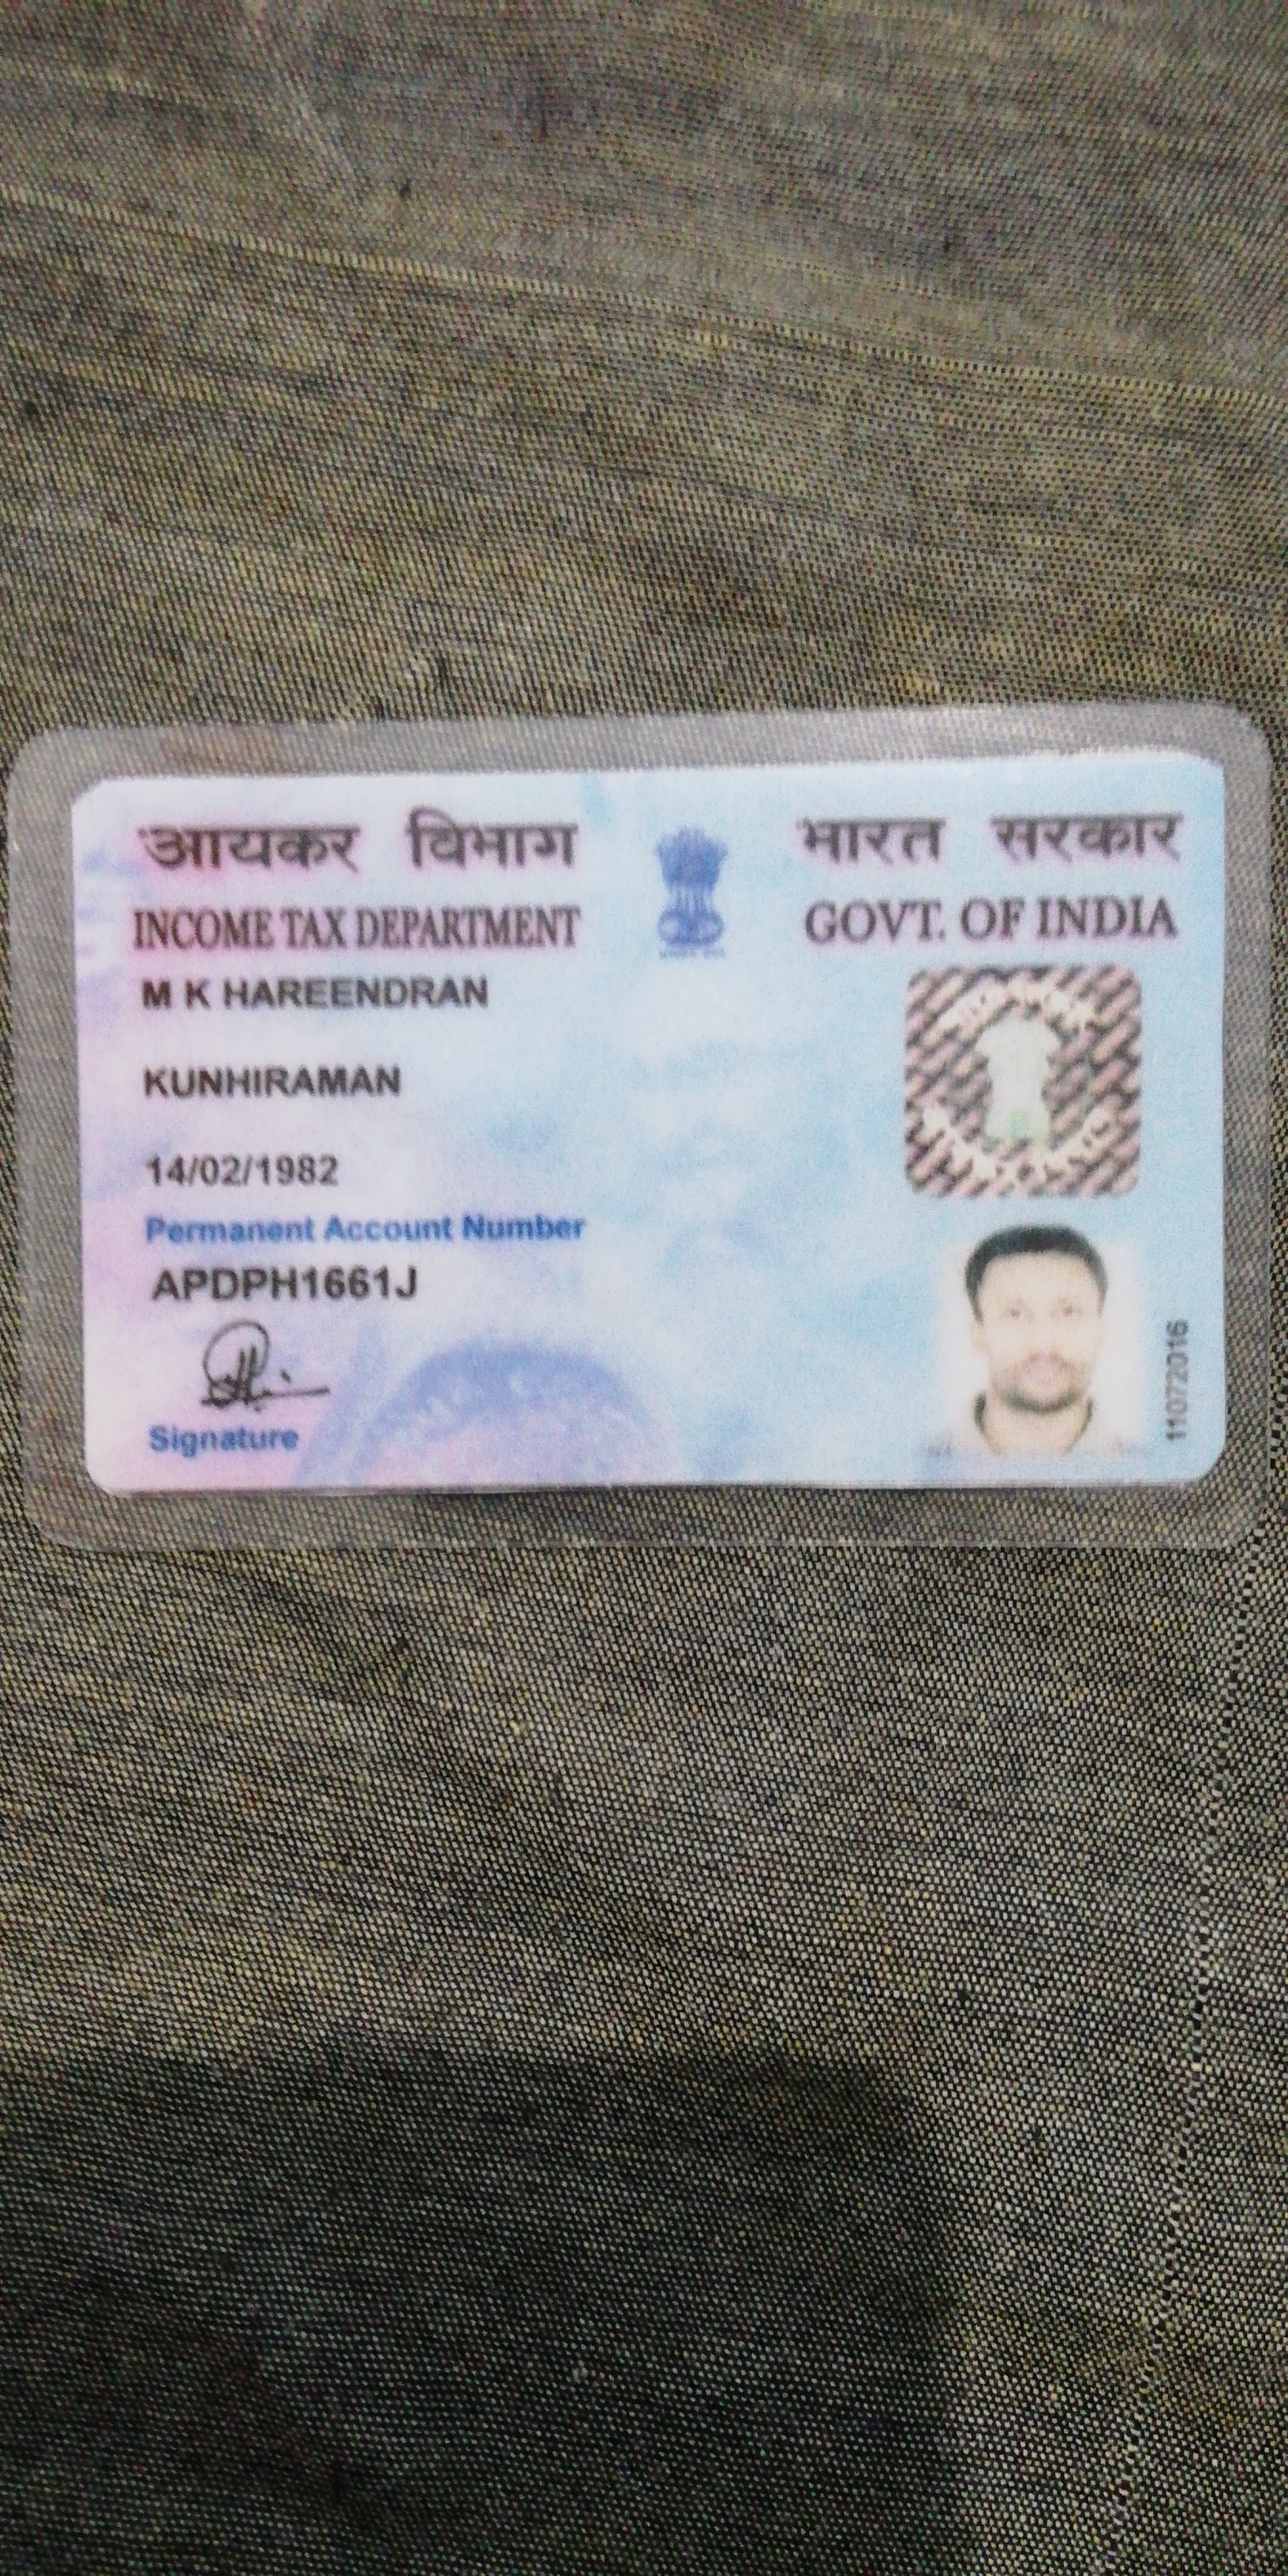 आयकर विभाग
भारत सरकार
INCOME TAX DEPARTMENT
GOVT. OF INDIA
M K HAREENDRAN
KUNHIRAMAN
14/02/1982
Permanent Account Number
APDPH1661J
Signature
11072016